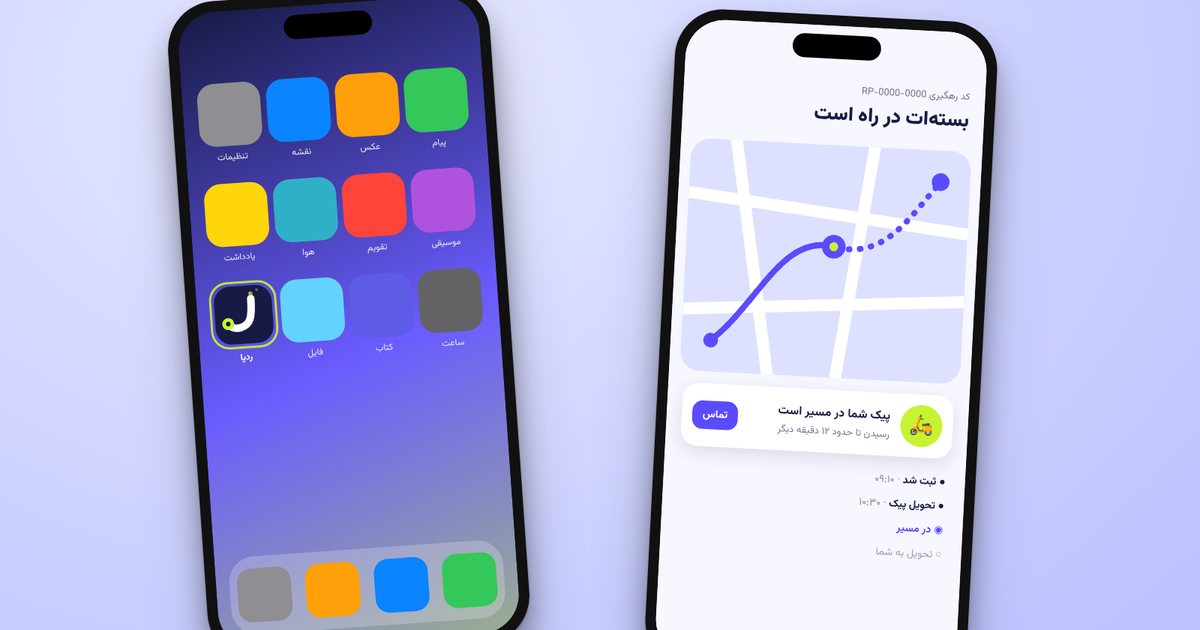 پیام
عکس
نقشه
تنظیمات
موسیقی
تقویم
هوا
یادداشت
ساعت
کتاب
فایل
ردپا
کد رهگیری RP-0000-0000
بسته‌ات در راه است
پیک شما در مسیر است
رسیدن تا حدود ۱۲ دقیقه دیگر
تماس
ثبت شد · ۰۹:۱۰
تحویل پیک · ۱۰:۳۰
در مسیر
تحویل به شما